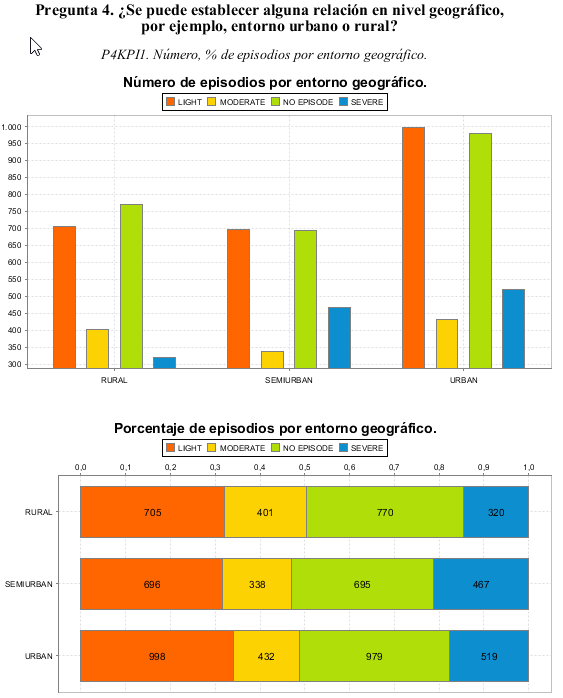 Pregunta 4. ¿Se puede establecer alguna relación en nivel geográfico,
por ejemplo, entorno urbano o rural?
P4KPI1. Número, % de episodios por entorno geográfico.
Número de episodios por entorno geográfico.
LIGHT MODERATE NO EPISODE SEVERE
1.000
950
900
850
800
750
700
650
600
550
500
450
400
350
300
RURAL SEMIURBAN URBAN
Porcentaje de episodios por entorno geográfico.
LIGHT MODERATE NO EPISODE SEVERE
0,0 0,1 0,2 0,3 0,4 0,5 0,6 0,7 0,8 0,9 1,0
RURAL 705 401 770 320
SEMIURBAN 696 338 695 467
URBAN 998 432 979 519